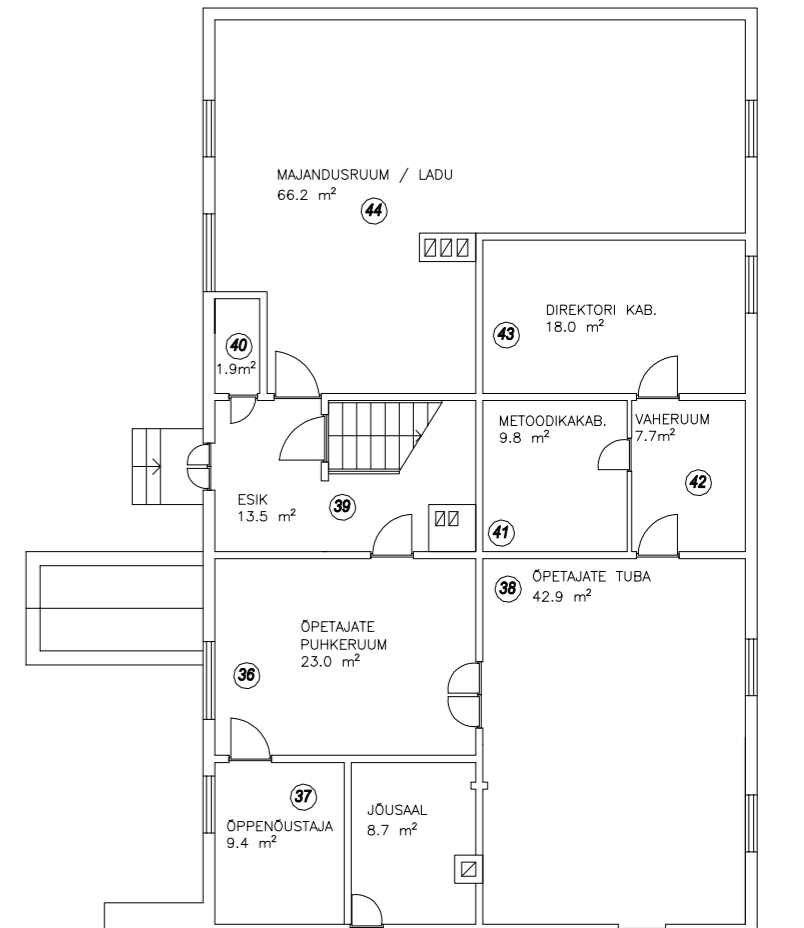 MAJANDUSRUUM / LADU
66.2 m²
44
DIREKTORI KAB.
18.0 m²
43
40
1.9m²
METOODIKAKAB.
9.8 m²
41
VAHERUUM
7.7m²
42
ESIK
13.5 m²
39
38
ÕPETAJATE TUBA
42.9 m²
ÕPETAJATE
PUHKERUUM
23.0 m²
36
37
ÕPPENÕUSTAJA
9.4 m²
JÕUSAAL
8.7 m²